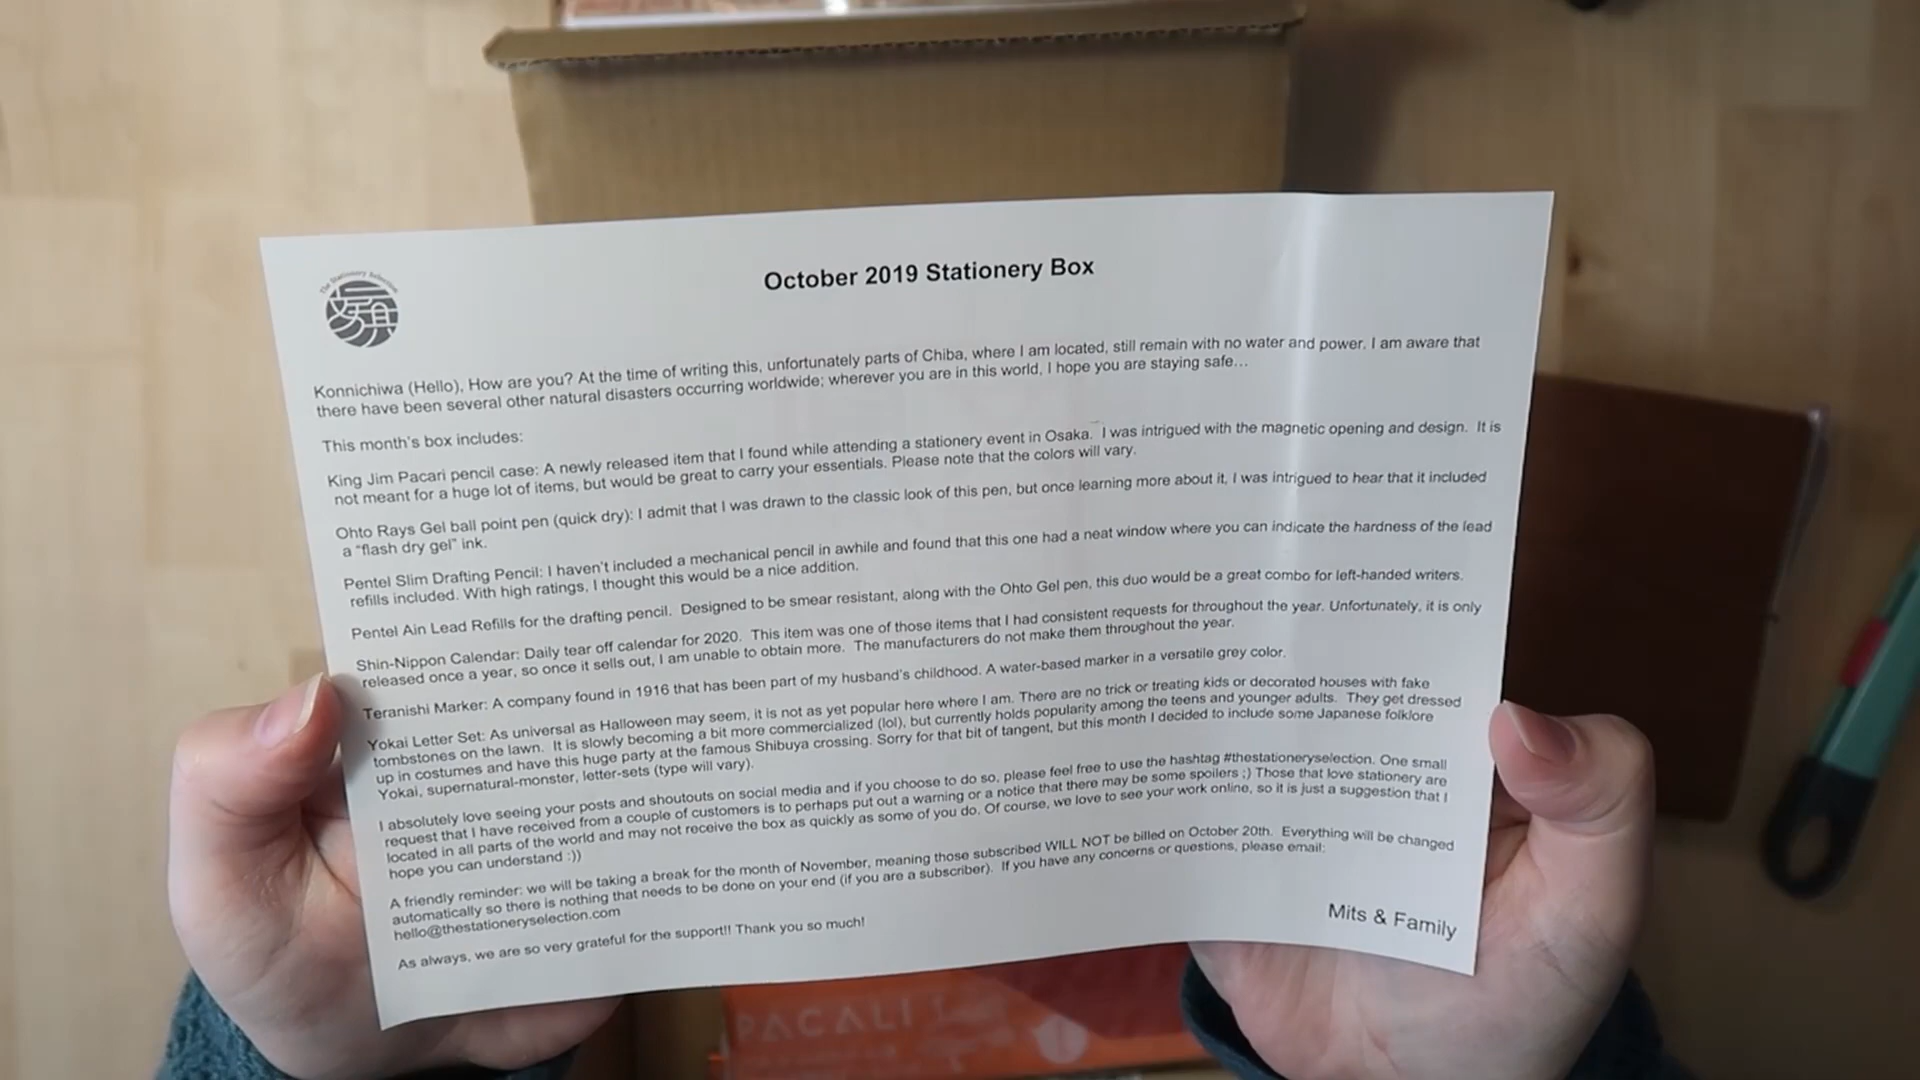 The Stationery Selection
October 2019 Stationery Box
Konnichiwa (Hello), How are you? At the time of writing this, unfortunately parts of Chiba, where I am located, still remain with no water and power. I am aware that
there have been several other natural disasters occurring worldwide; wherever you are in this world, I hope you are staying safe…
This month's box includes:
King Jim Pacari pencil case: A newly released item that I found while attending a stationery event in Osaka. I was intrigued with the magnetic opening and design. It is
not meant for a huge lot of items, but would be great to carry your essentials. Please note that the colors will vary.
Ohto Rays Gel ball point pen (quick dry): I admit that I was drawn to the classic look of this pen, but once learning more about it, I was intrigued to hear that it included
a "flash dry gel" ink.
Pentel Slim Drafting Pencil: I haven't included a mechanical pencil in awhile and found that this one had a neat window where you can indicate the hardness of the lead
refills included. With high ratings, I thought this would be a nice addition.
Pentel Ain Lead Refills for the drafting pencil. Designed to be smear resistant, along with the Ohto Gel pen, this duo would be a great combo for left-handed writers.
Shin-Nippon Calendar: Daily tear off calendar for 2020. This item was one of those items that I had consistent requests for throughout the year. Unfortunately, it is only
released once a year, so once it sells out, I am unable to obtain more. The manufacturers do not make them throughout the year.
Teranishi Marker: A company found in 1916 that has been part of my husband's childhood. A water-based marker in a versatile grey color.
Yokai Letter Set: As universal as Halloween may seem, it is not as yet popular here where I am. There are no trick or treating kids or decorated houses with fake
tombstones on the lawn. It is slowly becoming a bit more commercialized (lol), but currently holds popularity among the teens and younger adults. They get dressed
up in costumes and have this huge party at the famous Shibuya crossing. Sorry for that bit of tangent, but this month I decided to include some Japanese folklore
Yokai, supernatural-monster, letter-sets (type will vary).
I absolutely love seeing your posts and shoutouts on social media and if you choose to do so, please feel free to use the hashtag #thestationeryselection. One small
request that I have received from a couple of customers is to perhaps put out a warning or a notice that there may be some spoilers ;) Those that love stationery are
located in all parts of the world and may not receive the box as quickly as some of you do. Of course, we love to see your work online, so it is just a suggestion that I
hope you can understand :))
A friendly reminder: we will be taking a break for the month of November, meaning those subscribed WILL NOT be billed on October 20th. Everything will be changed
automatically so there is nothing that needs to be done on your end (if you are a subscriber). If you have any concerns or questions, please email:
hello@thestationeryselection.com
As always, we are so very grateful for the support!! Thank you so much!
Mits & Family
PACALI